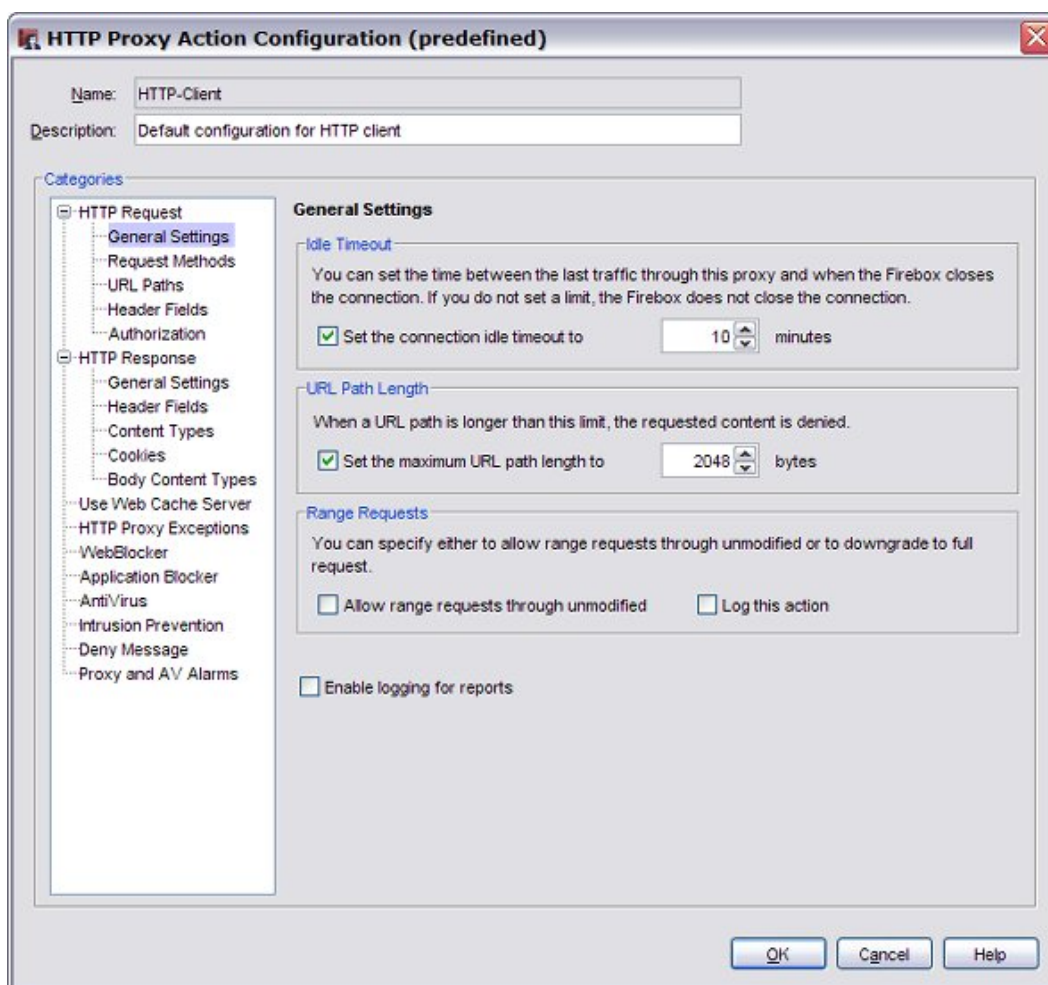 HTTP Proxy Action Configuration (predefined)
Name: HTTP-Client
Description: Default configuration for HTTP client
Categories
HTTP Request
General Settings
Request Methods
URL Paths
Header Fields
Authorization
HTTP Response
General Settings
Header Fields
Content Types
Cookies
Body Content Types
Use Web Cache Server
HTTP Proxy Exceptions
WebBlocker
Application Blocker
AntiVirus
Intrusion Prevention
Deny Message
Proxy and AV Alarms
General Settings
Idle Timeout
You can set the time between the last traffic through this proxy and when the Firebox closes
the connection. If you do not set a limit, the Firebox does not close the connection.
Set the connection idle timeout to 10 minutes
URL Path Length
When a URL path is longer than this limit, the requested content is denied.
Set the maximum URL path length to 2048 bytes
Range Requests
You can specify either to allow range requests through unmodified or to downgrade to full
request.
Allow range requests through unmodified Log this action
Enable logging for reports
OK Cancel Help